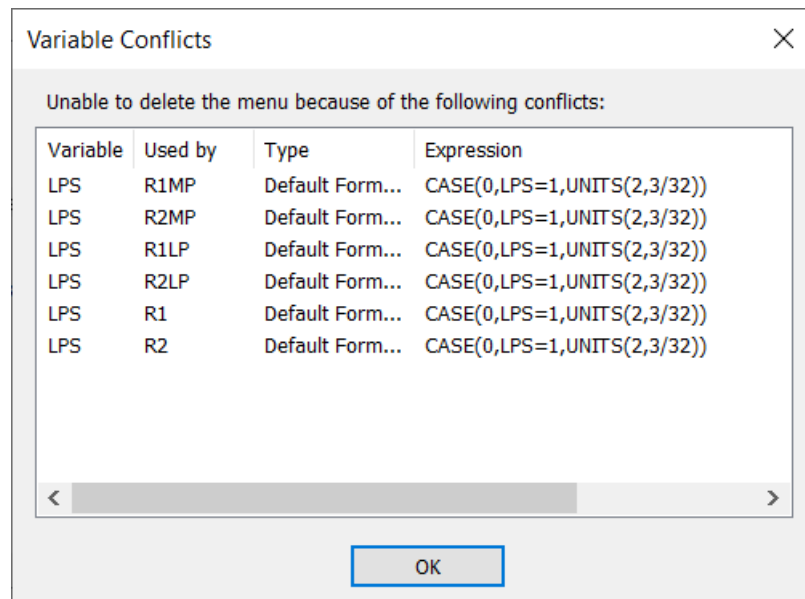 Variable Conflicts
Unable to delete the menu because of the following conflicts:
Variable Used by Type Expression
LPS R1MP Default Form... CASE(0,LPS=1,UNITS(2,3/32))
LPS R2MP Default Form... CASE(0,LPS=1,UNITS(2,3/32))
LPS R1LP Default Form... CASE(0,LPS=1,UNITS(2,3/32))
LPS R2LP Default Form... CASE(0,LPS=1,UNITS(2,3/32))
LPS R1 Default Form... CASE(0,LPS=1,UNITS(2,3/32))
LPS R2 Default Form... CASE(0,LPS=1,UNITS(2,3/32))
OK